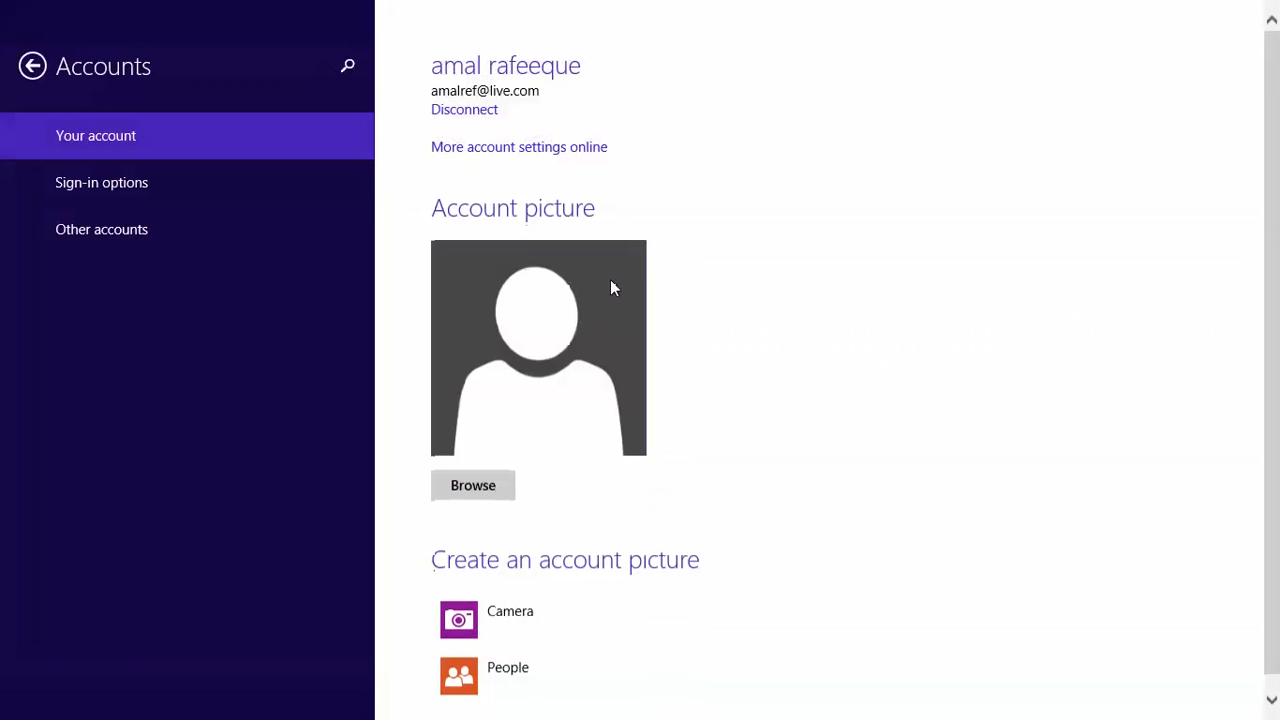 Accounts
Your account
Sign-in options
Other accounts
amal rafeeque
amalref@live.com
Disconnect
More account settings online
Account picture
Browse
Create an account picture
Camera
People